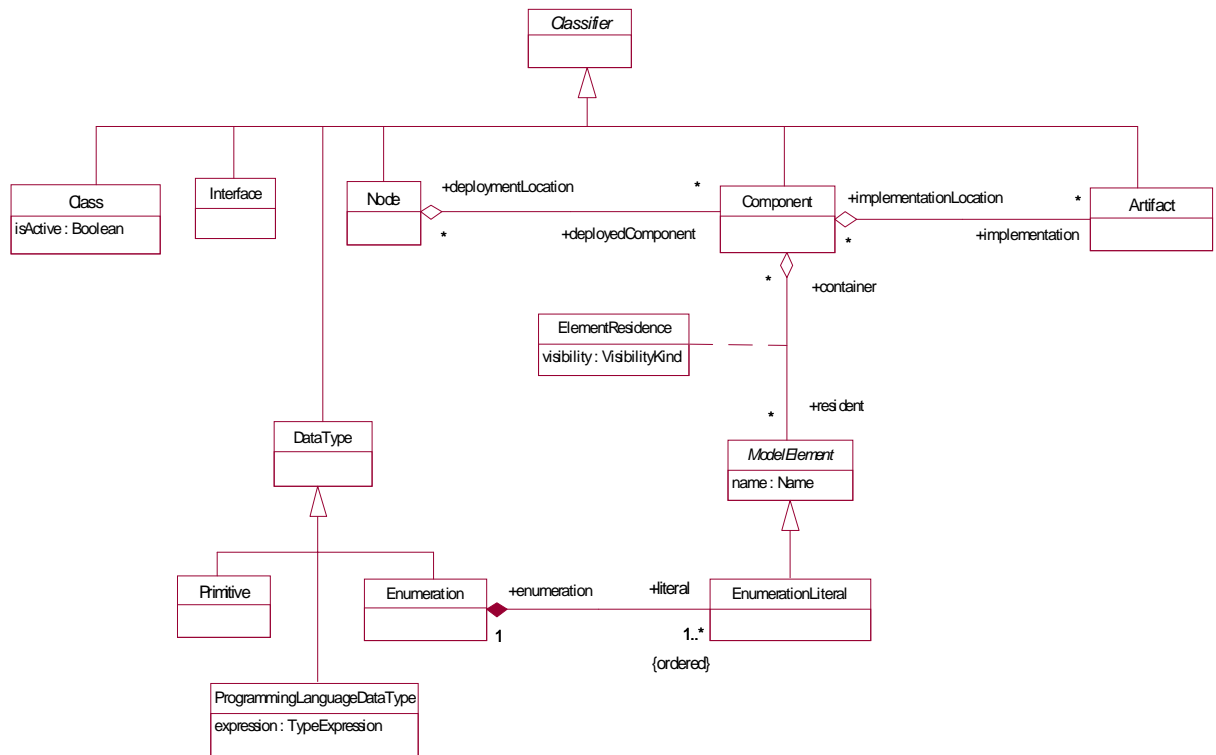 Classifier
Class
isActive : Boolean
Interface
Node
+deploymentLocation
*
*
+deployedComponent
Component
+implementationLocation
*
*
+implementation
Artifact
*
+container
ElementResidence
visibility : VisibilityKind
*
+resident
DataType
ModelElement
name : Name
Primitive
Enumeration
+enumeration
1
+literal
1..*
{ordered}
EnumerationLiteral
ProgrammingLanguageDataType
expression : TypeExpression